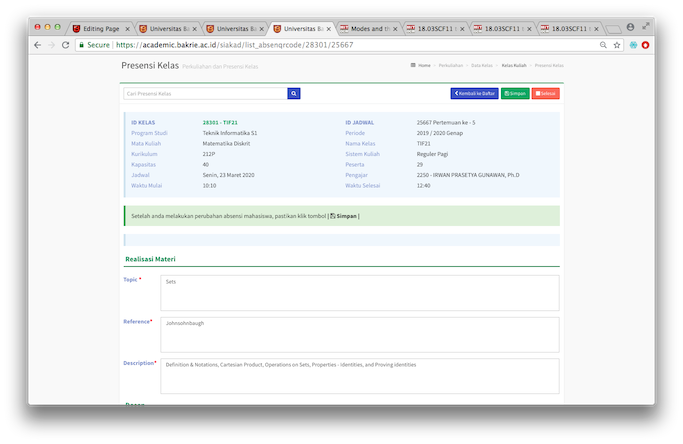 Editing Page
Universitas Ba
Universitas Ba
Universitas Ba
Modes and th
18.03SCF11
18.03SCF11
18.03SCF11
Secure | https://academic.bakrie.ac.id/siakad/list_absenqrcode/28301/25667
Presensi Kelas Perkuliahan dan Presensi Kelas
Home Perkuliahan Data Kelas Kelas Kuliah Presensi Kelas
Cari Presensi Kelas
Kembali ke Daftar Simpan Selesai
ID KELAS 28301 - TIF21 ID JADWAL 25667 Pertemuan ke - 5
Program Studi Teknik Informatika S1 Periode 2019 / 2020 Genap
Mata Kuliah Matematika Diskrit Nama Kelas TIF21
Kurikulum 212P Sistem Kuliah Reguler Pagi
Kapasitas 40 Peserta 29
Jadwal Senin, 23 Maret 2020 Pengajar 2250 - IRWAN PRASETYA GUNAWAN, Ph.D
Waktu Mulai 10:10 Waktu Selesai 12:40
Setelah anda melakukan perubahan absensi mahasiswa, pastikan klik tombol [ Simpan ]
Realisasi Materi
Topic *
Sets
Reference*
Johnsohnbaugh
Description*
Definition & Notations, Cartesian Product, Operations on Sets, Properties - Identities, and Proving identities